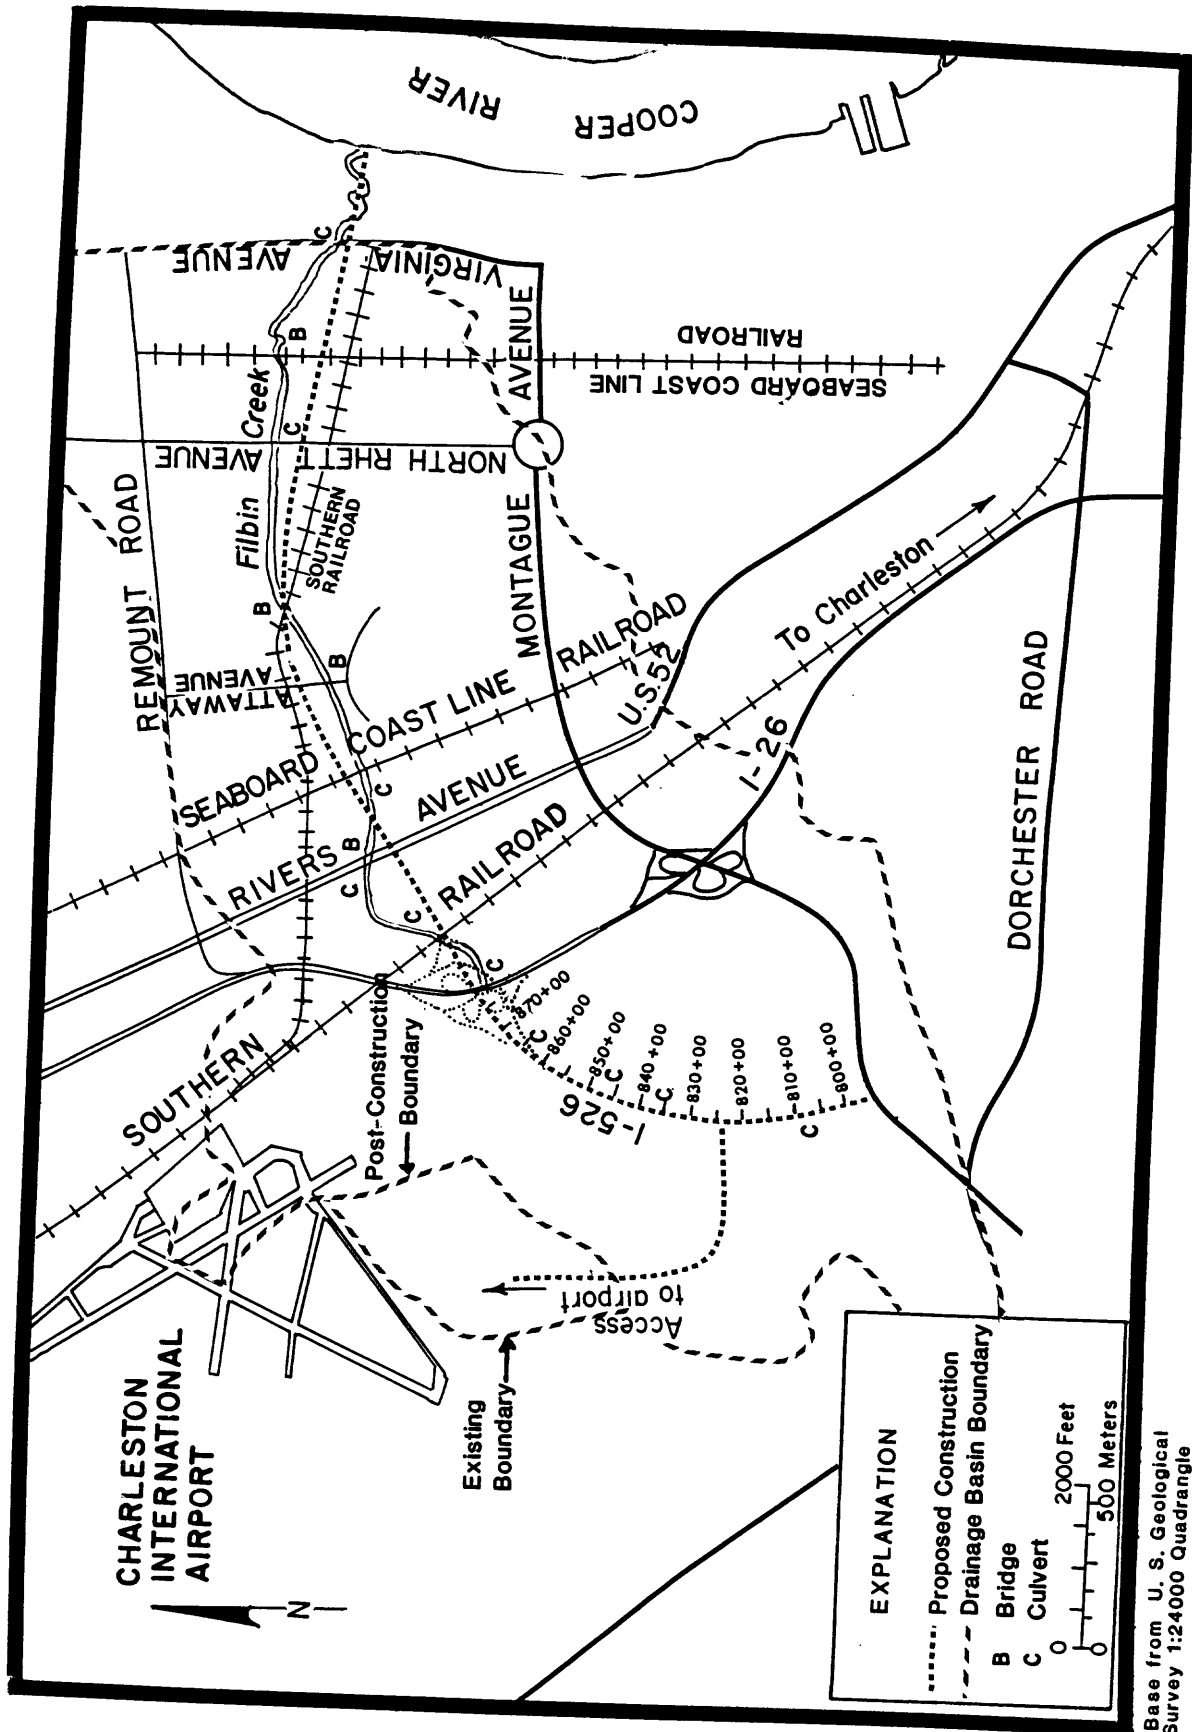 CHARLESTON
INTERNATIONAL
AIRPORT
N
SOUTHERN
RAILROAD
RIVERS
AVENUE
SEABOARD
COAST LINE
RAILROAD
REMOUNT
ROAD
ATTAWAY
AVENUE
Filbin
Creek
SOUTHERN
RAILROAD
NORTH RHETT
AVENUE
VIRGINIA
AVENUE
COOPER
RIVER
MONTAGUE
AVENUE
SEABOARD COAST LINE
RAILROAD
U.S.52
I-26
To Charleston
DORCHESTER
ROAD
Post-Construction
Boundary
Existing
Boundary
Access
to airport
I-526
870+00
860+00
850+00
840+00
830+00
820+00
810+00
800+00
B
B
B
B
C
C
C
C
C
C
C
C
C
C
EXPLANATION
Proposed Construction
Drainage Basin Boundary
B Bridge
C Culvert
0 2000 Feet
0 500 Meters
Base from U. S. Geological
Survey 1:24000 Quadrangle